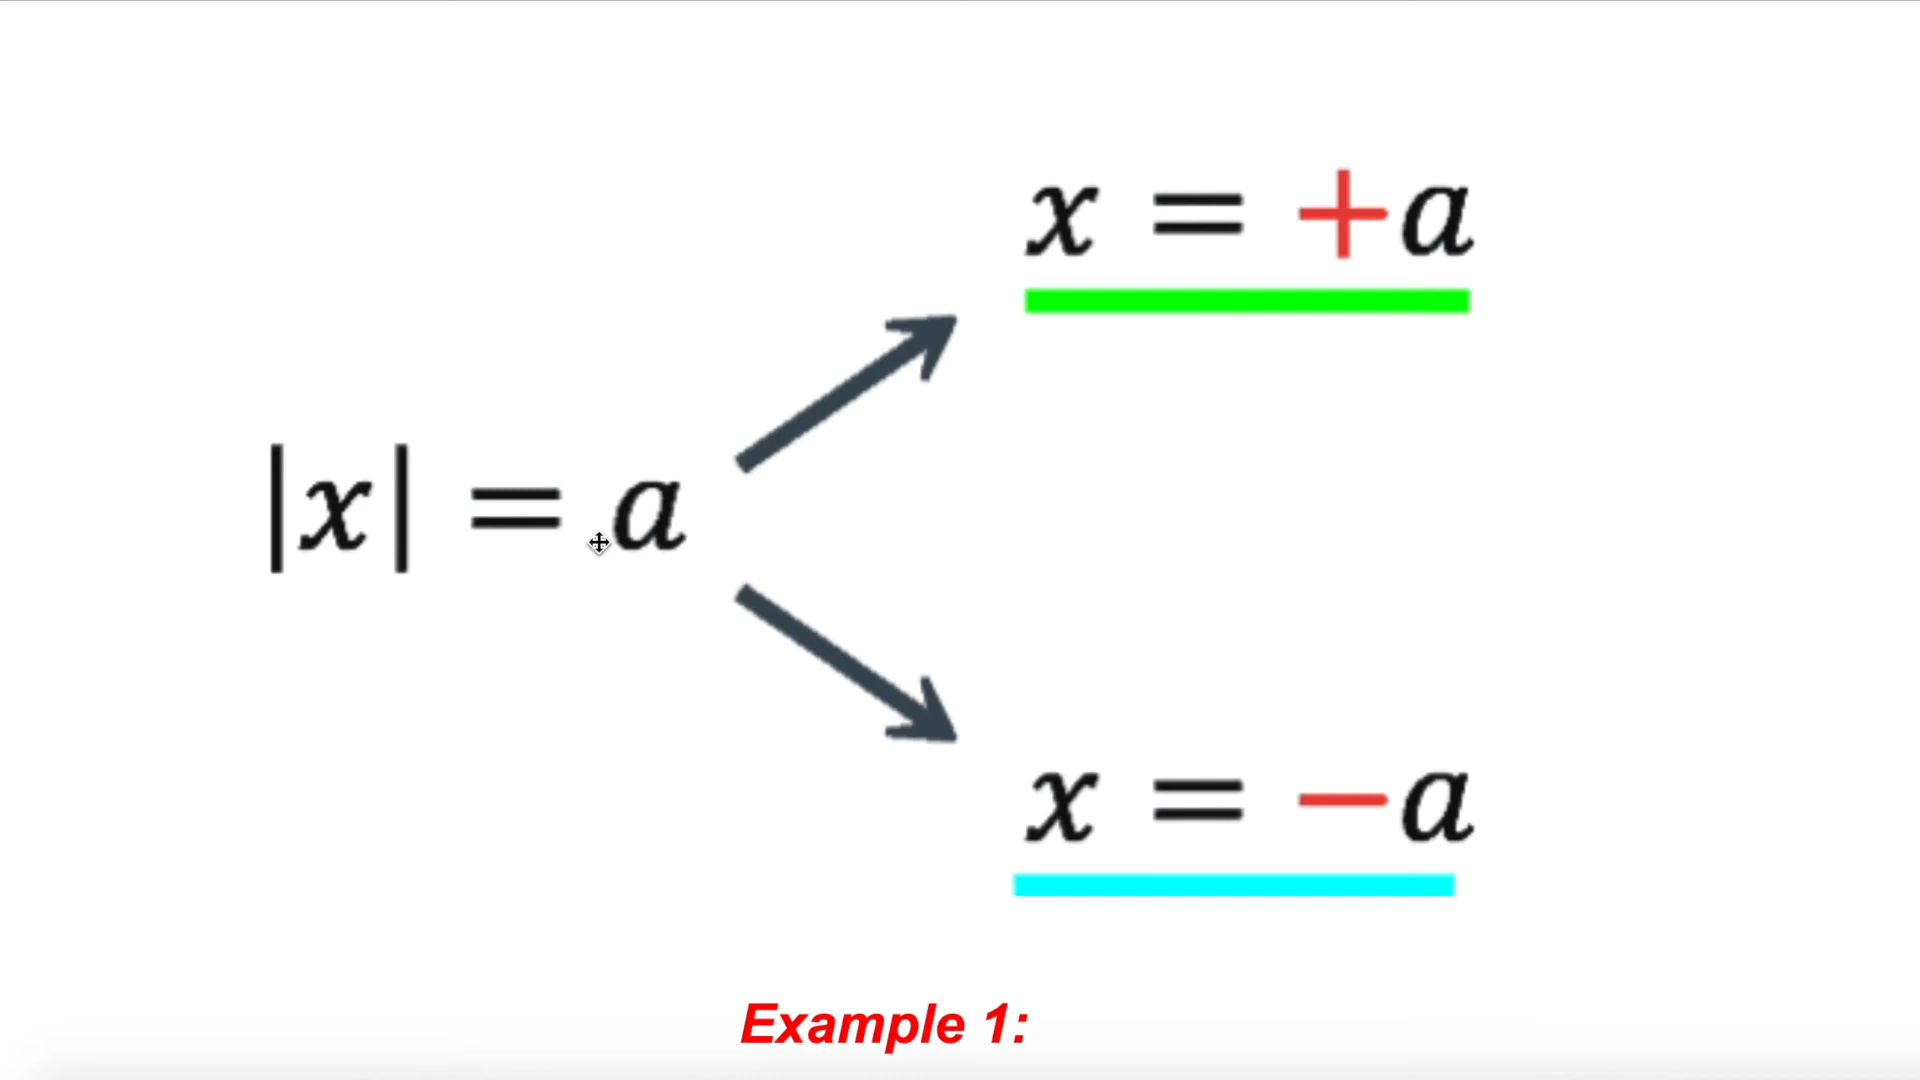 x = +a
|x| = a
x = −a
Example 1: